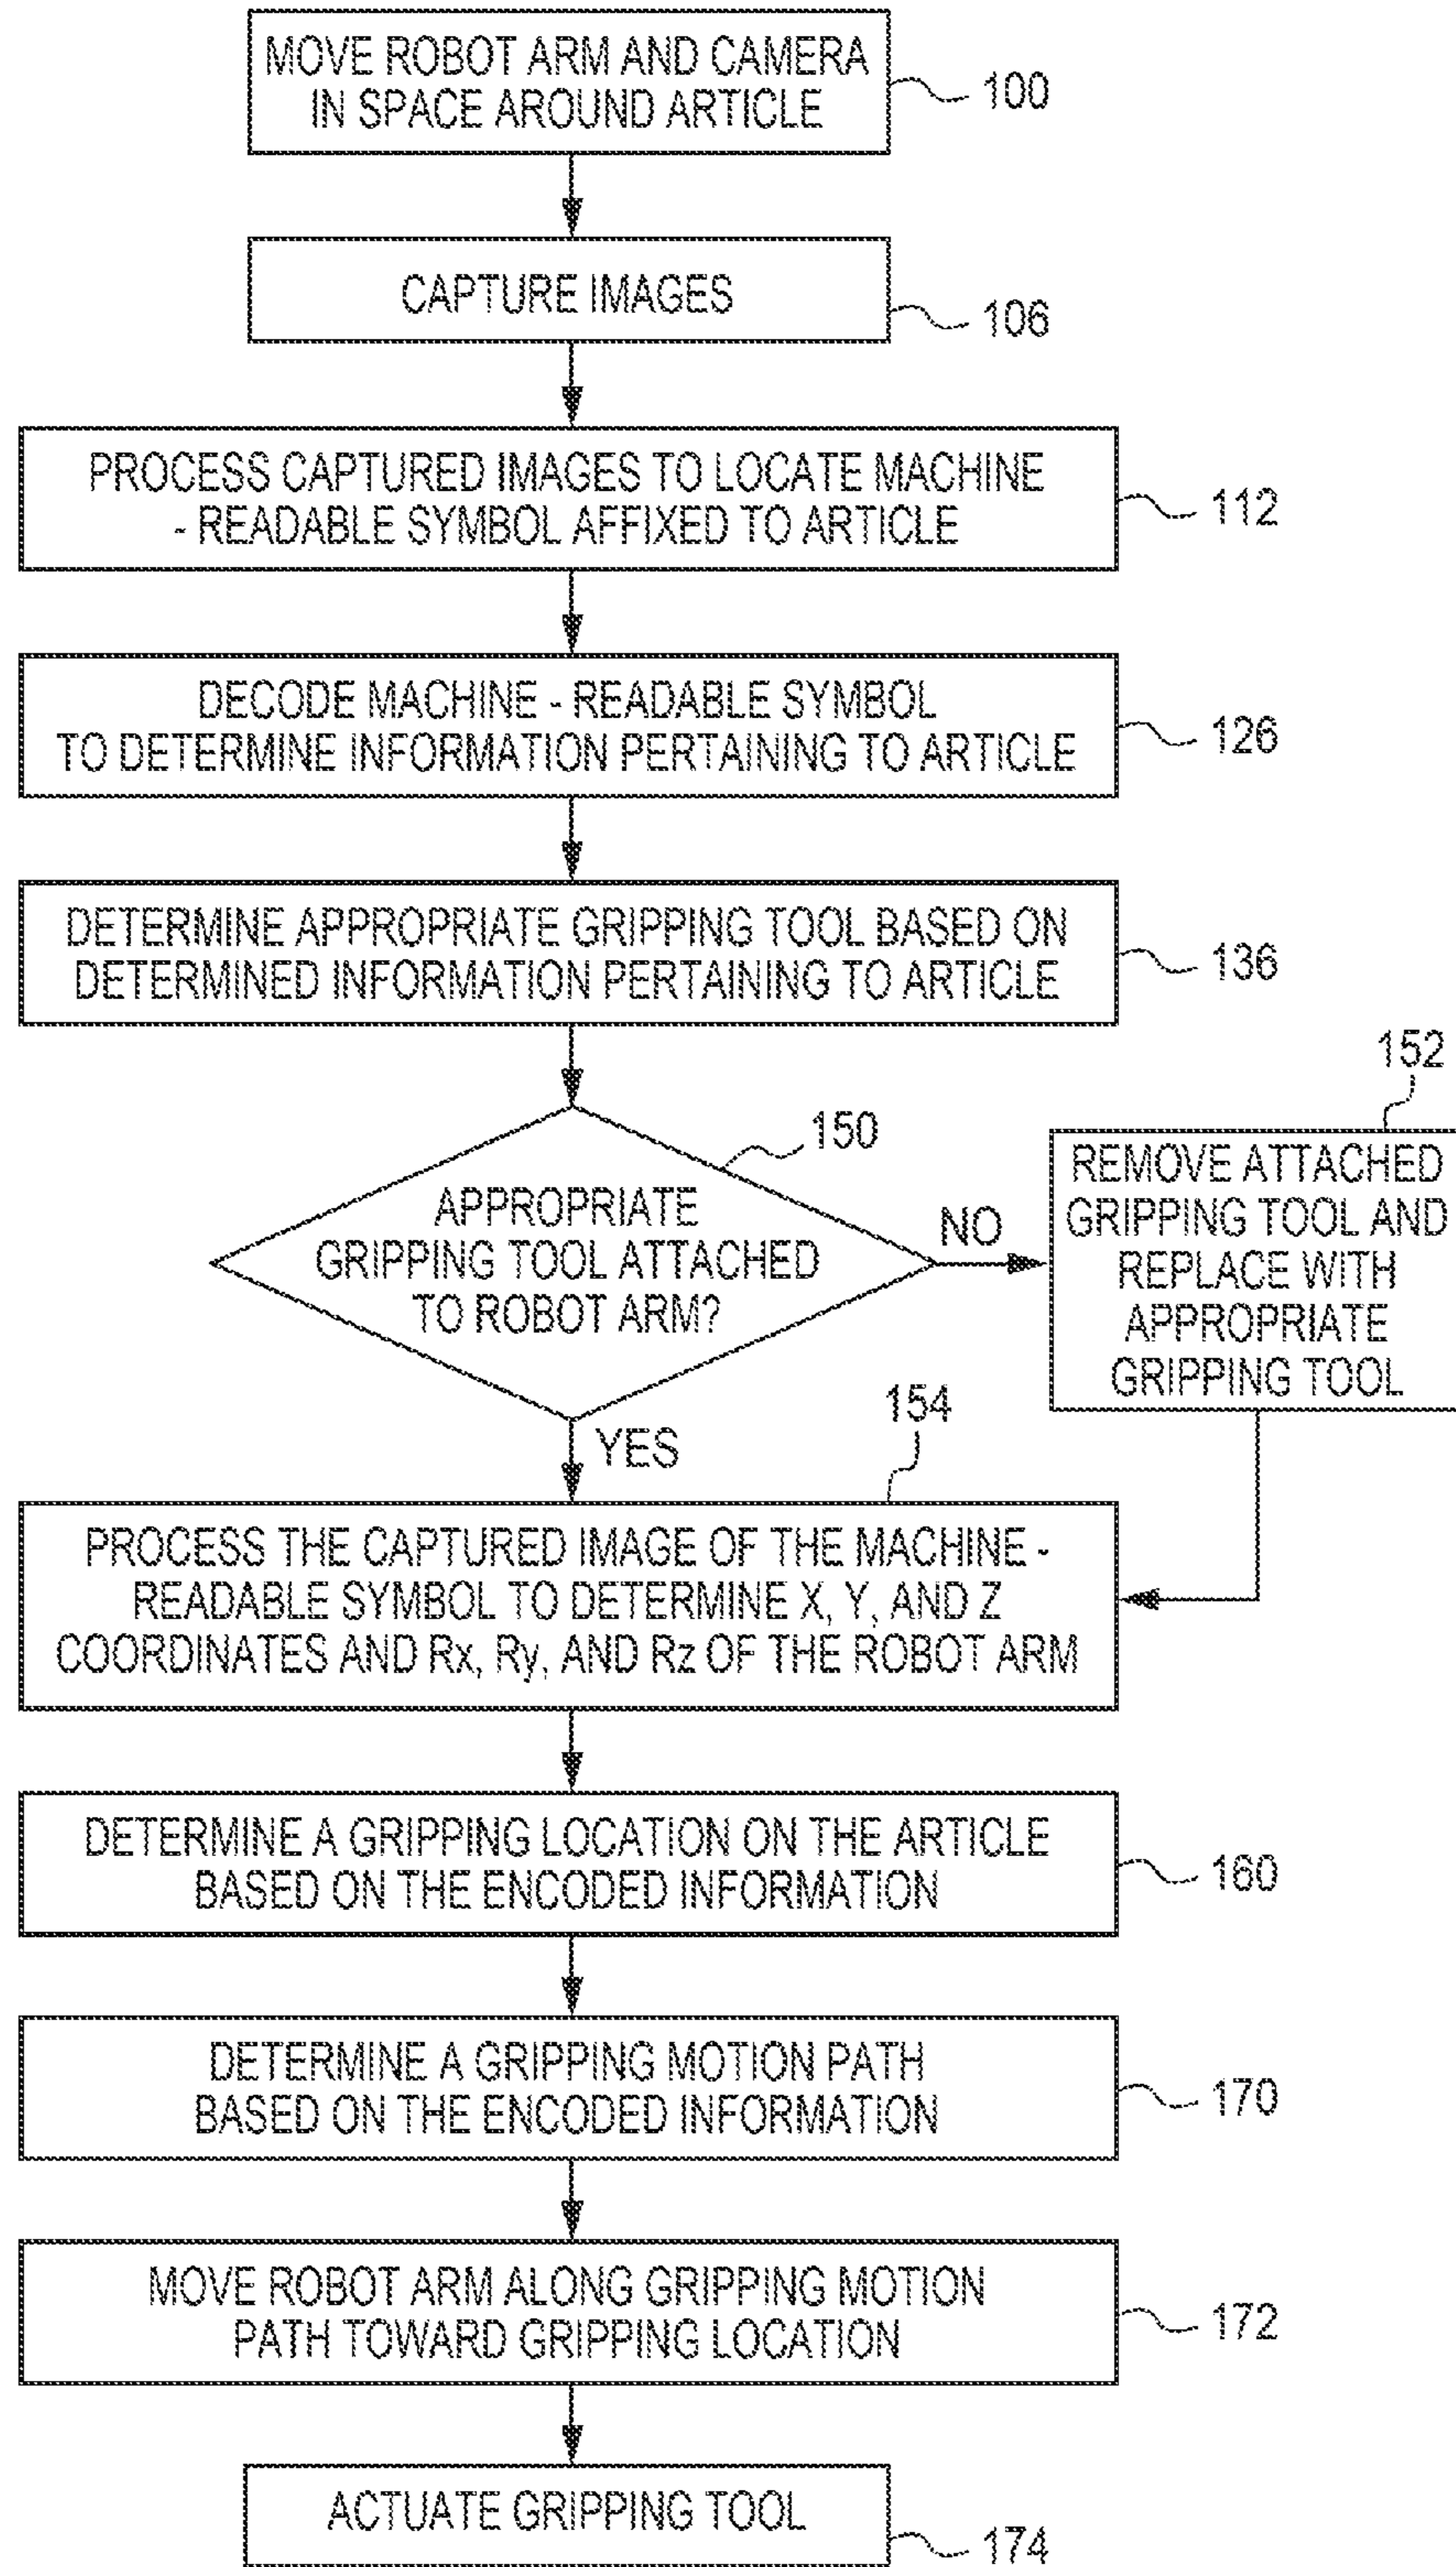 MOVE ROBOT ARM AND CAMERA
IN SPACE AROUND ARTICLE
100
CAPTURE IMAGES
106
PROCESS CAPTURED IMAGES TO LOCATE MACHINE
- READABLE SYMBOL AFFIXED TO ARTICLE
112
DECODE MACHINE - READABLE SYMBOL
TO DETERMINE INFORMATION PERTAINING TO ARTICLE
126
DETERMINE APPROPRIATE GRIPPING TOOL BASED ON
DETERMINED INFORMATION PERTAINING TO ARTICLE
136
150
APPROPRIATE
GRIPPING TOOL ATTACHED
TO ROBOT ARM?
NO
152
REMOVE ATTACHED
GRIPPING TOOL AND
REPLACE WITH
APPROPRIATE
GRIPPING TOOL
YES
154
PROCESS THE CAPTURED IMAGE OF THE MACHINE -
READABLE SYMBOL TO DETERMINE X, Y, AND Z
COORDINATES AND Rx, Ry, AND Rz OF THE ROBOT ARM
DETERMINE A GRIPPING LOCATION ON THE ARTICLE
BASED ON THE ENCODED INFORMATION
160
DETERMINE A GRIPPING MOTION PATH
BASED ON THE ENCODED INFORMATION
170
MOVE ROBOT ARM ALONG GRIPPING MOTION
PATH TOWARD GRIPPING LOCATION
172
ACTUATE GRIPPING TOOL
174